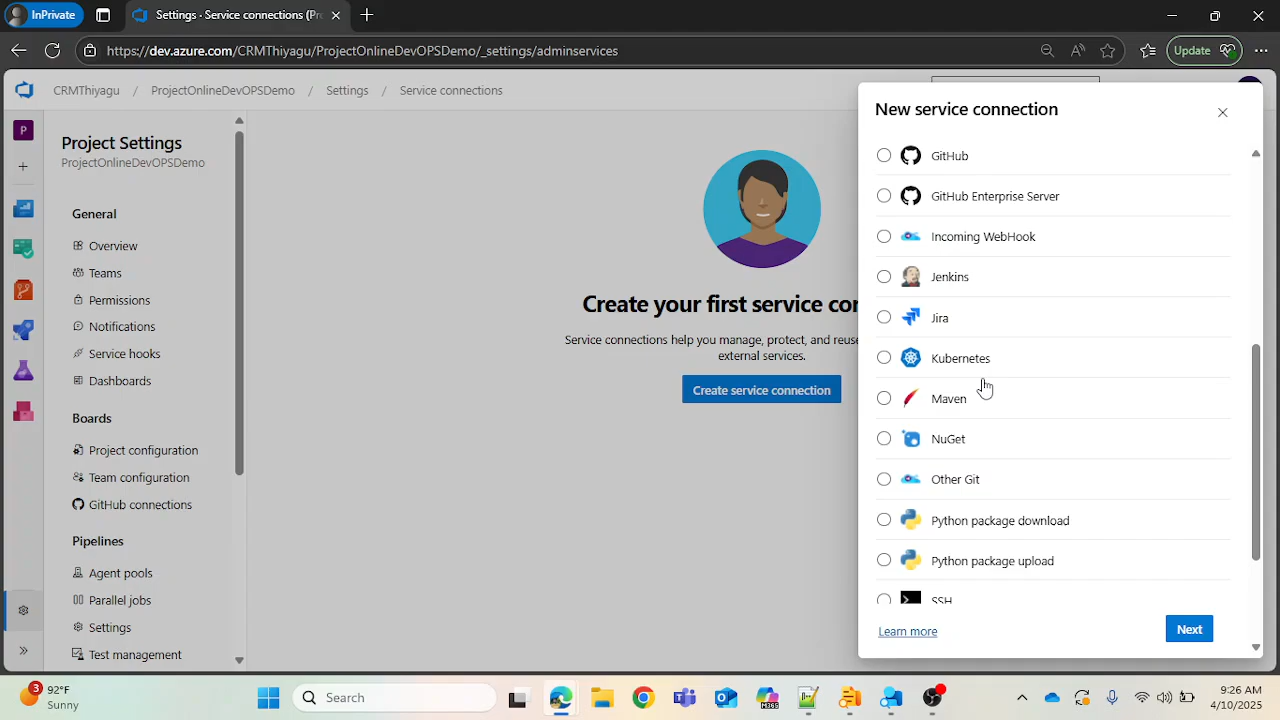 InPrivate
Settings - Service connections (Pr
https://dev.azure.com/CRMThiyagu/ProjectOnlineDevOPSDemo/_settings/adminservices
Update
CRMThiyagu / ProjectOnlineDevOPSDemo / Settings / Service connections
P
Project Settings
ProjectOnlineDevOPSDemo
General
Overview
Teams
Permissions
Notifications
Service hooks
Dashboards
Boards
Project configuration
Team configuration
GitHub connections
Pipelines
Agent pools
Parallel jobs
Settings
Test management
Create your first service con
Service connections help you manage, protect, and reuse
external services.
Create service connection
New service connection
GitHub
GitHub Enterprise Server
Incoming WebHook
Jenkins
Jira
Kubernetes
Maven
NuGet
Other Git
Python package download
Python package upload
SSH
Learn more
Next
3
92°F
Sunny
Search
9:26 AM
4/10/2025